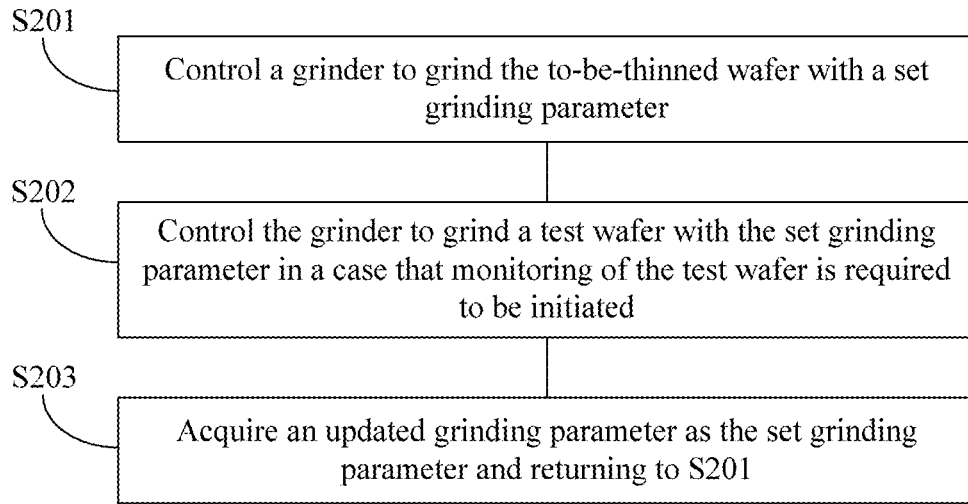 S201
Control a grinder to grind the to-be-thinned wafer with a set
grinding parameter
S202
Control the grinder to grind a test wafer with the set grinding
parameter in a case that monitoring of the test wafer is required
to be initiated
S203
Acquire an updated grinding parameter as the set grinding
parameter and returning to S201